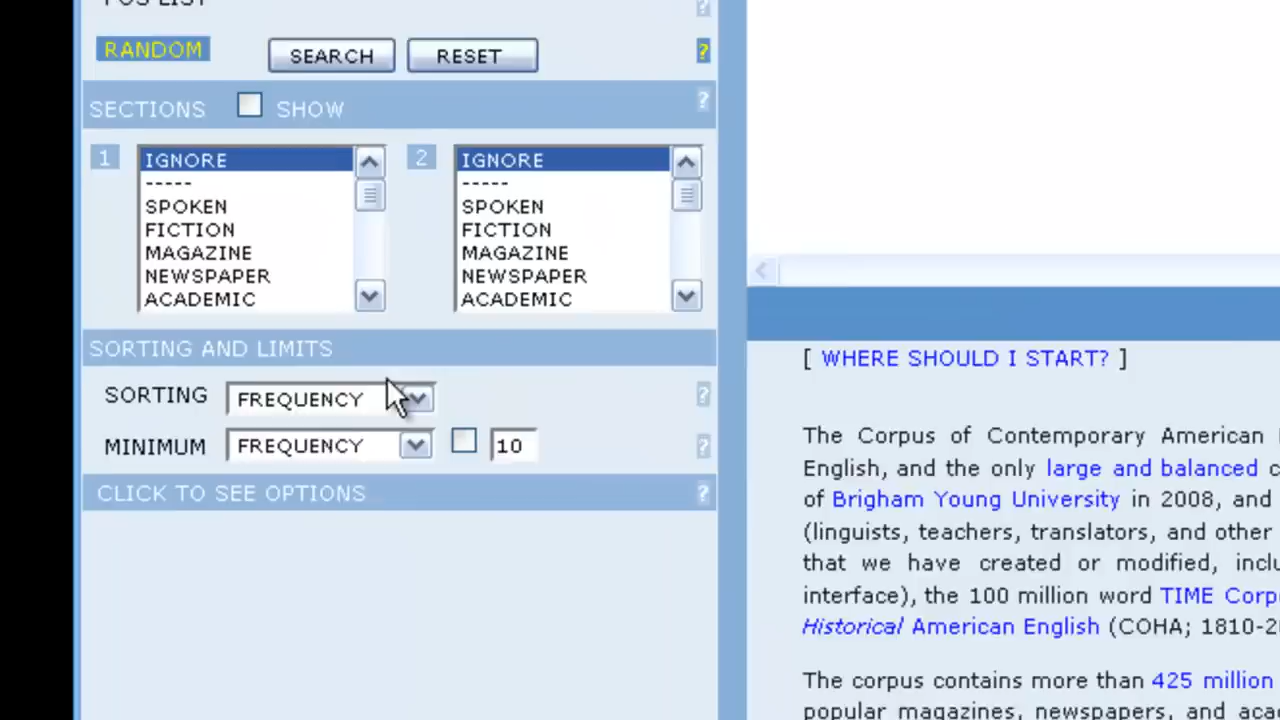 POS LIST
?
RANDOM
SEARCH
RESET
?
SECTIONS
SHOW
?
1
IGNORE
-----
SPOKEN
FICTION
MAGAZINE
NEWSPAPER
ACADEMIC
2
IGNORE
-----
SPOKEN
FICTION
MAGAZINE
NEWSPAPER
ACADEMIC
SORTING AND LIMITS
SORTING
FREQUENCY
?
MINIMUM
FREQUENCY
10
?
CLICK TO SEE OPTIONS
?
[ WHERE SHOULD I START? ]
The Corpus of Contemporary American
English, and the only large and balanced
of Brigham Young University in 2008, and
(linguists, teachers, translators, and other
that we have created or modified,
interface), the 100 million word TIME
Historical American English (COHA; 1810-
The corpus contains more than 425 million
popular magazines, newspapers, and